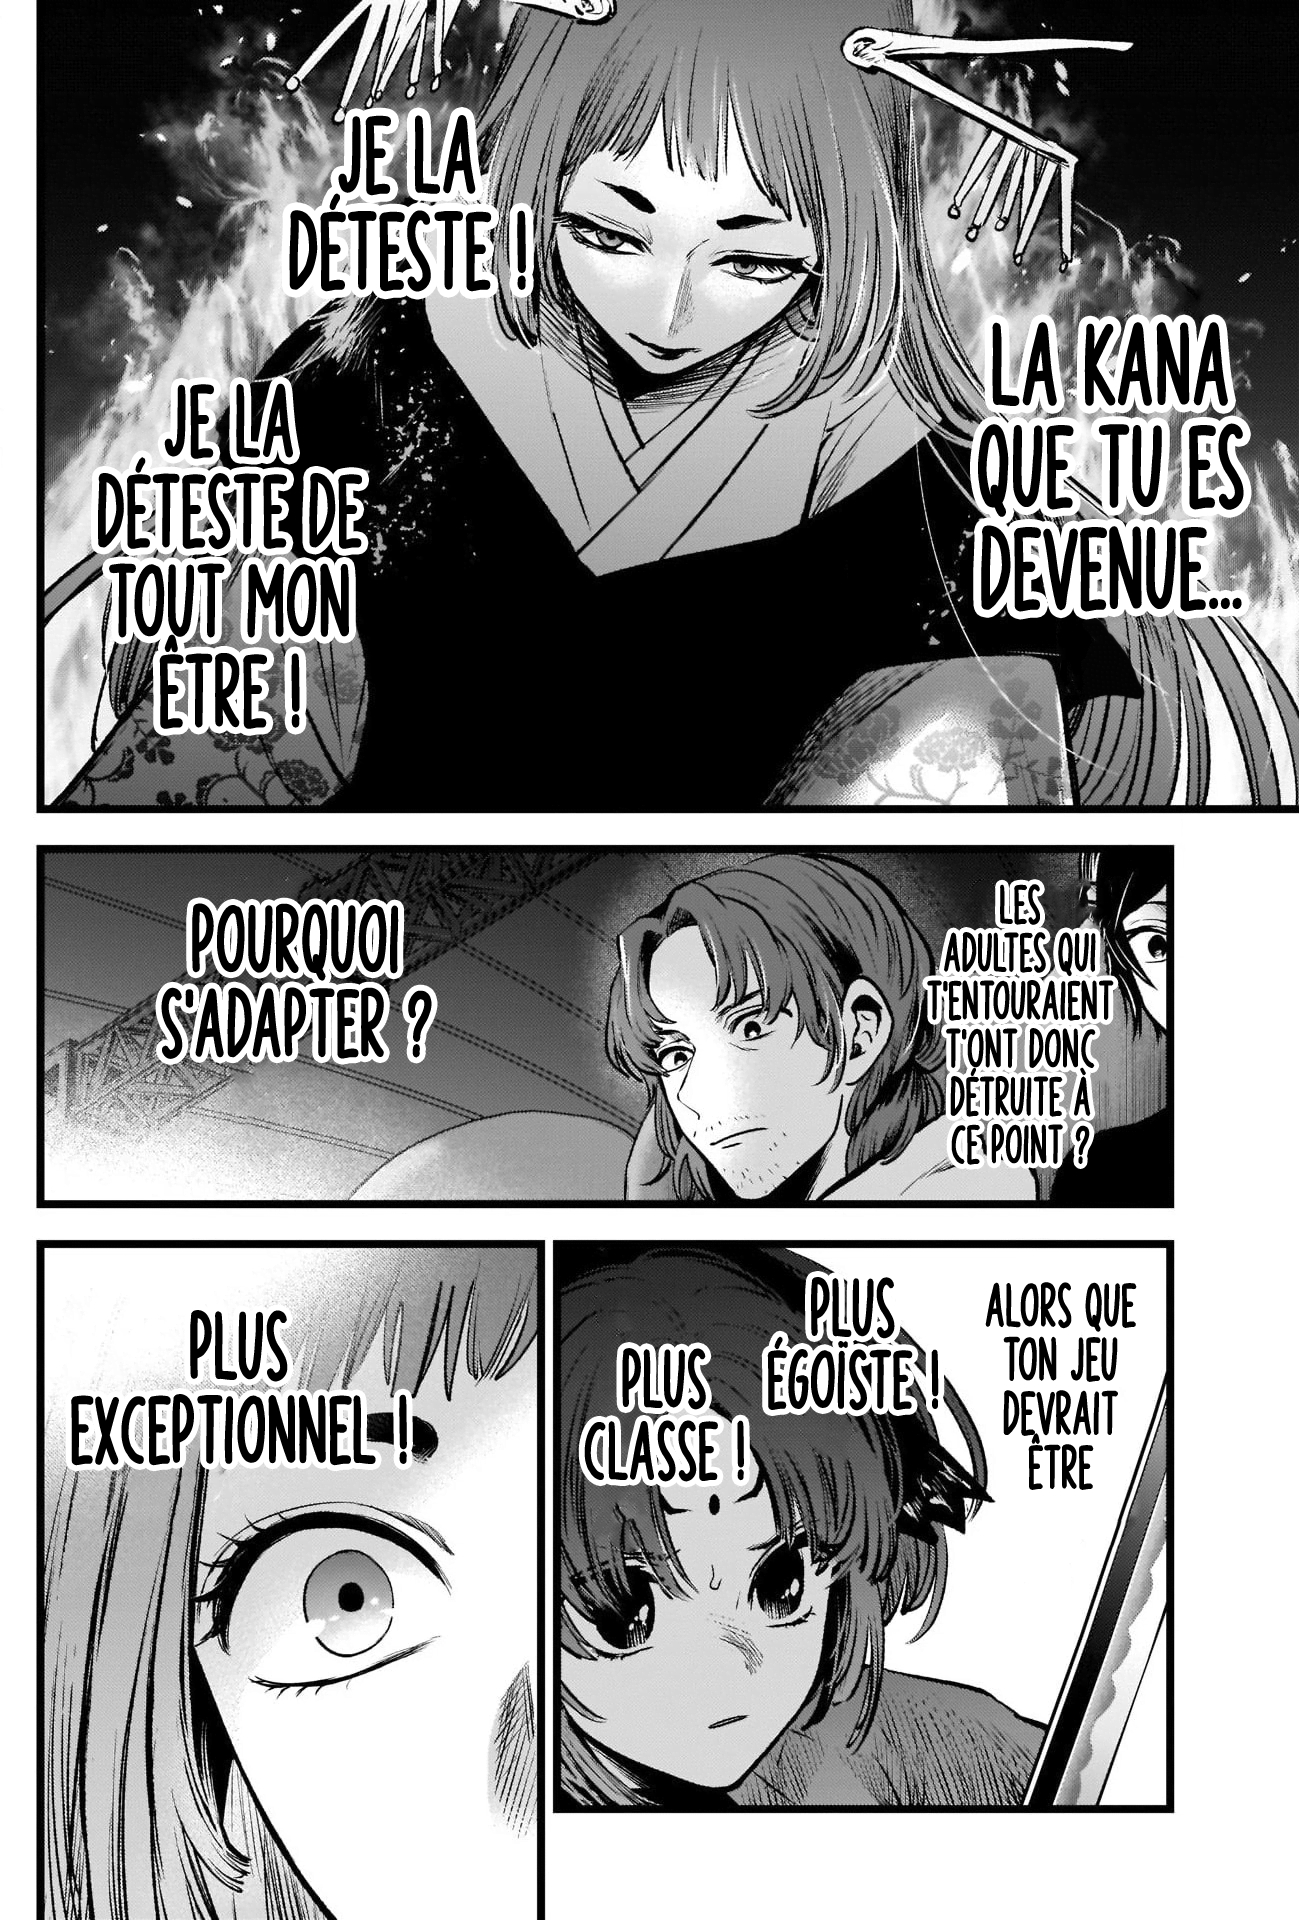 LA KANA
QUE TU ES
DEVENUE...
JE LA
DÉTESTE !
JE LA
DÉTESTE DE
TOUT MON
ÊTRE !
LES
ADULTES QUI
T'ENTOURAIENT
T'ONT DONC
DÉTRUITE À
CE POINT ?
POURQUOI
S'ADAPTER ?
ALORS QUE
TON JEU
DEVRAIT
ÊTRE
PLUS
ÉGOÏSTE !
PLUS
CLASSE !
PLUS
EXCEPTIONNEL !